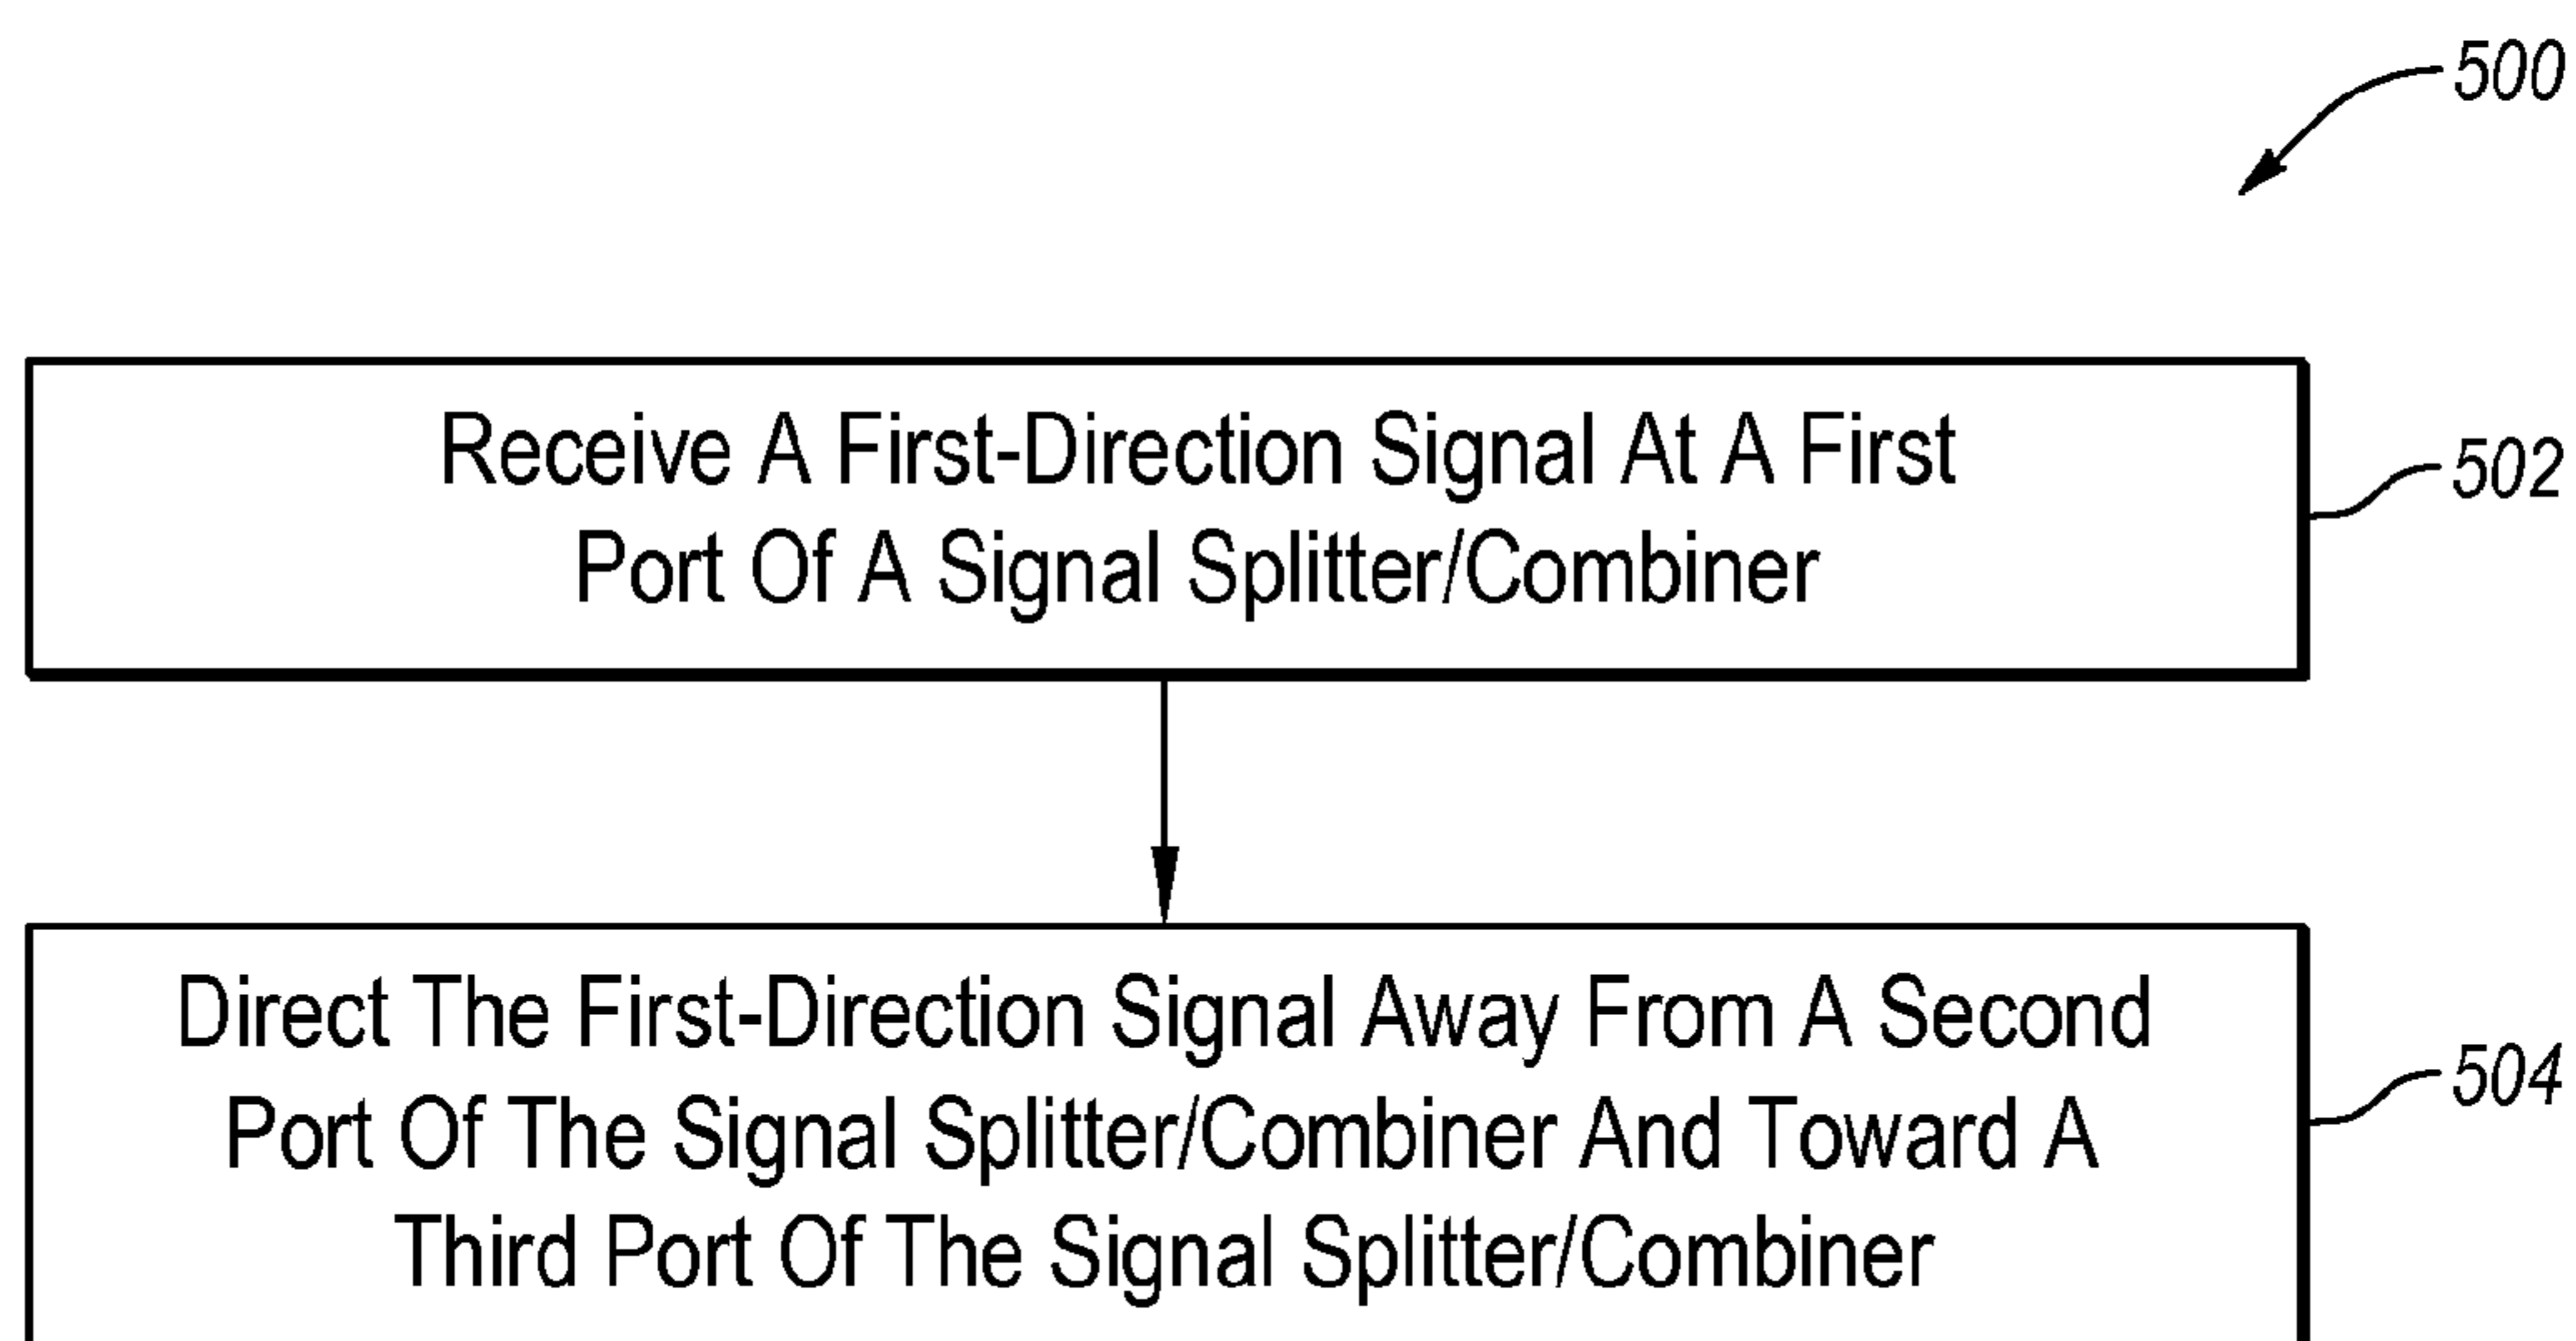 500
Receive A First-Direction Signal At A First
Port Of A Signal Splitter/Combiner
502
Direct The First-Direction Signal Away From A Second
Port Of The Signal Splitter/Combiner And Toward A
Third Port Of The Signal Splitter/Combiner
504